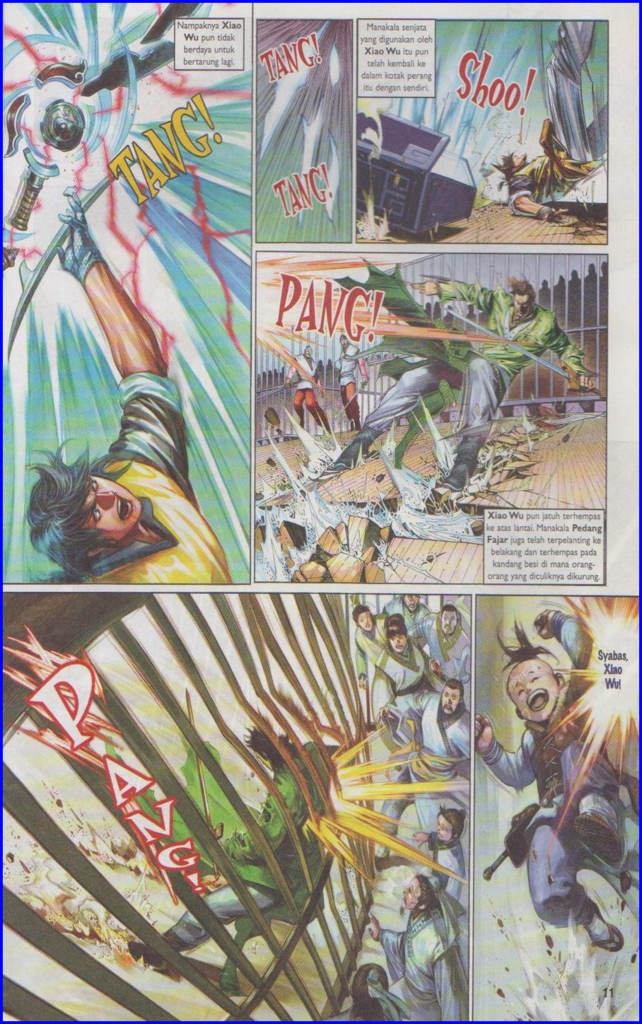 Nampaknya Xiao
Wu pun tidak
berdaya untuk
bertarung lagi.
TANG!
TANG!
TANG!
Manakala senjata
yang digunakan oleh
Xiao Wu itu pun
telah kembali ke
dalam kotak perang
itu dengan sendiri.
Shoo!
PANG!
Xiao Wu pun jatuh terhempas
ke atas lantai. Manakala Pedang
Fajar juga telah terpelanting ke
belakang dan terhempas pada
kandang besi di mana orang-
orang yang diculiknya dikurung.
PANG!
Syabas,
Xiao
Wu!
11